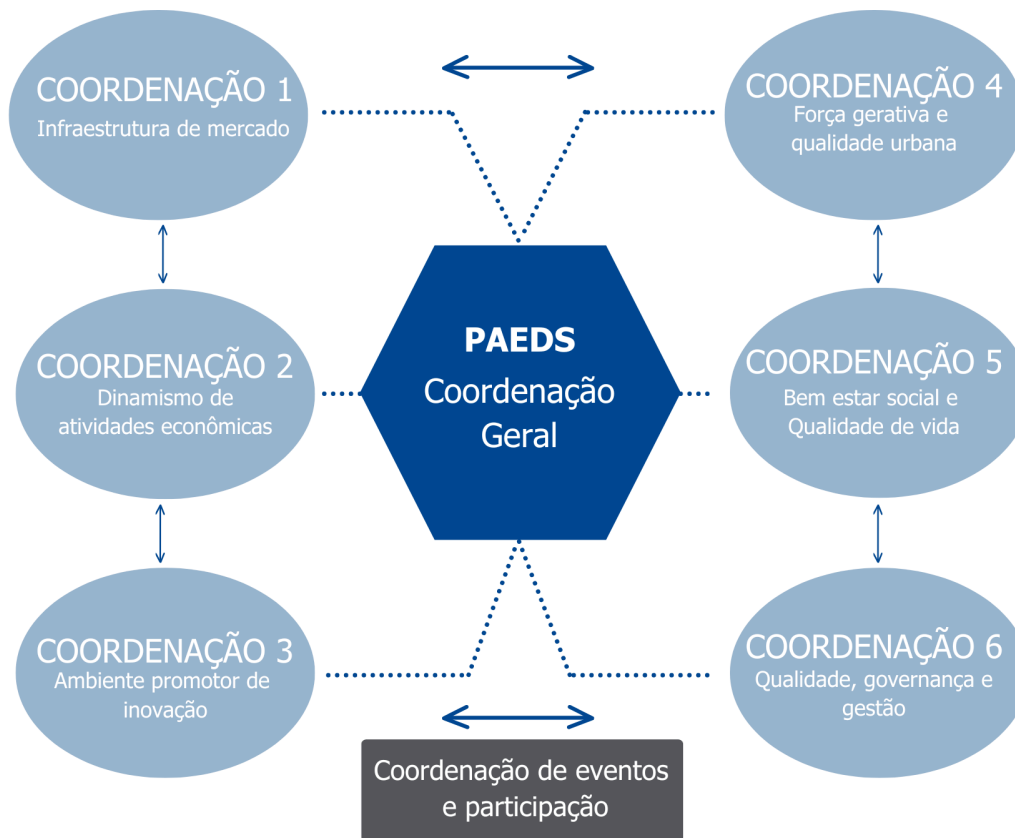 COORDENAÇÃO 1
Infraestrutura de mercado
COORDENAÇÃO 4
Força gerativa e
qualidade urbana
COORDENAÇÃO 2
Dinamismo de
atividades econômicas
PAEDS
Coordenação
Geral
COORDENAÇÃO 5
Bem estar social e
Qualidade de vida
COORDENAÇÃO 3
Ambiente promotor de
inovação
COORDENAÇÃO 6
Qualidade, governança e
gestão
Coordenação de eventos
e participação